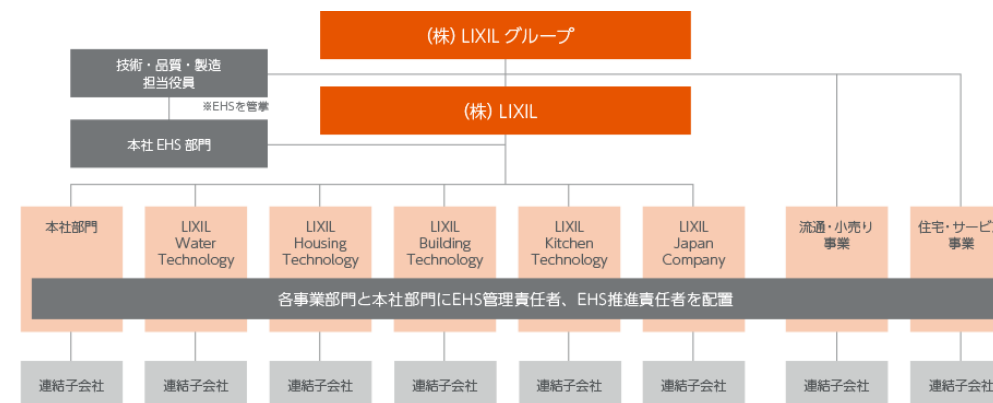 (株) LIXIL グループ
技術・品質・製造
担当役員
※EHSを管掌
(株) LIXIL
本社 EHS 部門
本社部門
LIXIL
Water
Technology
LIXIL
Housing
Technology
LIXIL
Building
Technology
LIXIL
Kitchen
Technology
LIXIL
Japan
Company
流通・小売り
事業
住宅・サービス
事業
各事業部門と本社部門にEHS管理責任者、EHS推進責任者を配置
連結子会社
連結子会社
連結子会社
連結子会社
連結子会社
連結子会社
連結子会社
連結子会社